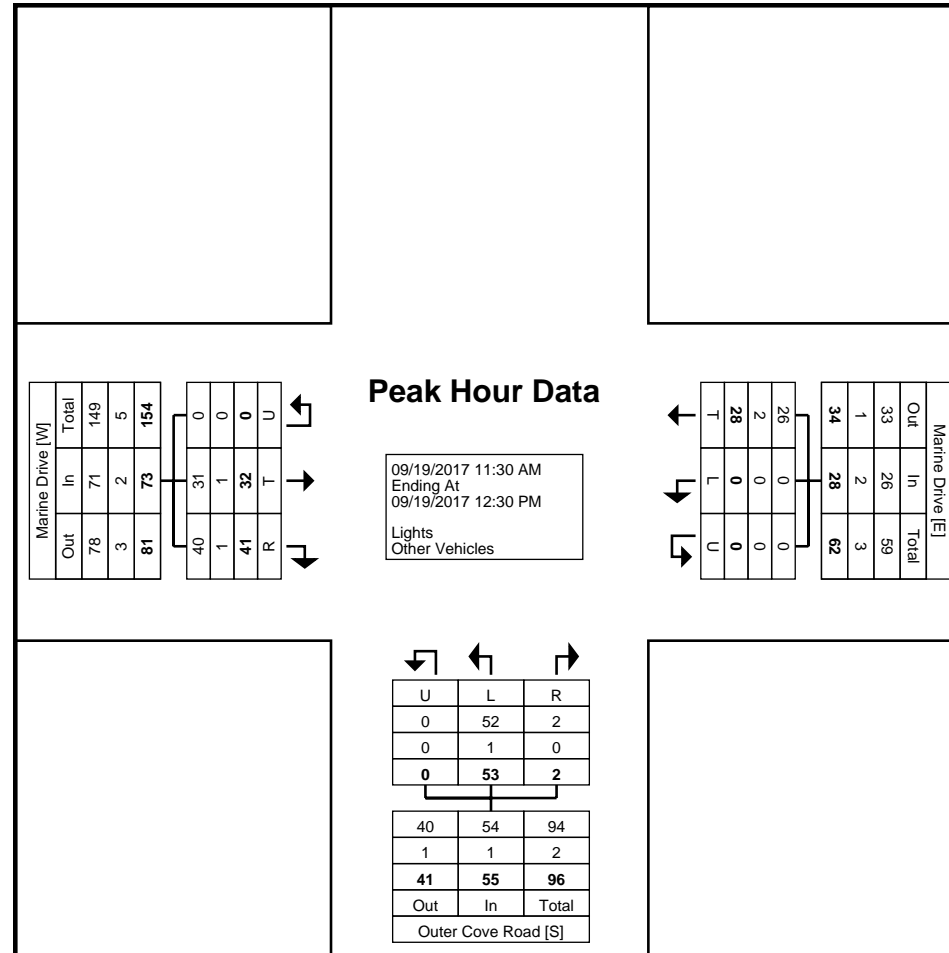 Peak Hour Data
09/19/2017 11:30 AM
Ending At
09/19/2017 12:30 PM
Lights
Other Vehicles
Marine Drive [W]
Total In Out
149 71 78
5 2 3
154 73 81
0 31 40
0 1 1
0 32 41
U T R
Marine Drive [E]
Out In Total
33 26 59
1 2 3
34 28 62
26 0 0
2 0 0
28 0 0
T L U
U L R
0 52 2
0 1 0
0 53 2
40 54 94
1 1 2
41 55 96
Out In Total
Outer Cove Road [S]